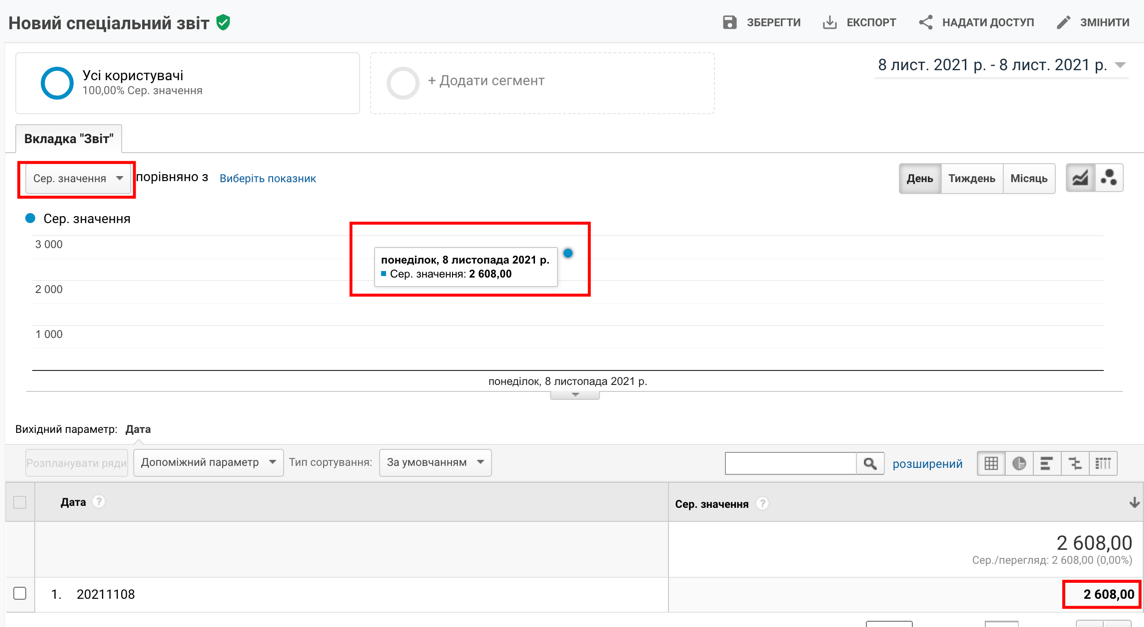 Новий спеціальний звіт
ЗБЕРЕГТИ ЕКСПОРТ НАДАТИ ДОСТУП ЗМІНИТИ
Усі користувачі
100,00% Сер. значення
+ Додати сегмент
8 лист. 2021 р. - 8 лист. 2021 р.
Вкладка "Звіт"
Сер. значення порівняно з Виберіть показник
День Тиждень Місяць
Сер. значення
3 000
понеділок, 8 листопада 2021 р.
Сер. значення: 2 608,00
2 000
1 000
понеділок, 8 листопада 2021 р.
Вихідний параметр: Дата
Розпланувати ряди Допоміжний параметр Тип сортування: За умовчанням розширений
Дата ? Сер. значення ?
2 608,00
Сер./перегляд: 2 608,00 (0,00%)
1. 20211108 2 608,00